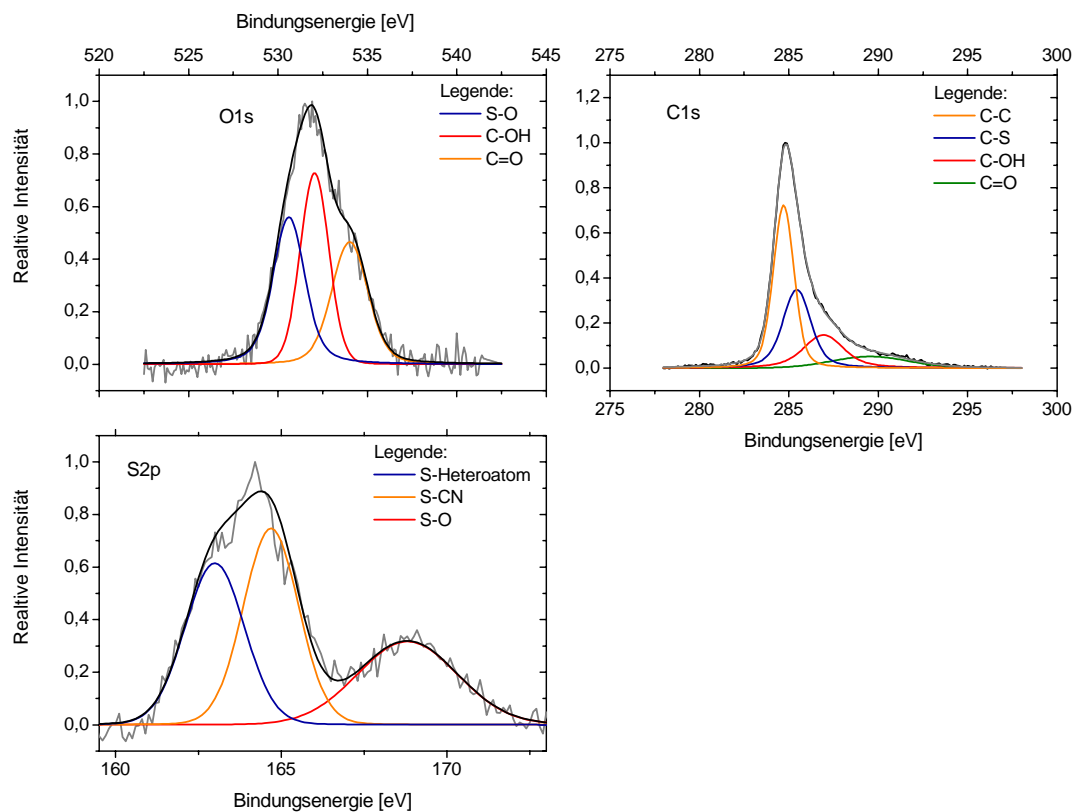 Bindungsenergie [eV]
520 525 530 535 540 545
Realtive Intensität
1,0
0,8
0,6
0,4
0,2
0,0
O1s
Legende:
S-O
C-OH
C=O
275 280 285 290 295 300
1,2
1,0
0,8
0,6
0,4
0,2
0,0
C1s
Legende:
C-C
C-S
C-OH
C=O
275 280 285 290 295 300
Bindungsenergie [eV]
Realtive Intensität
1,0
0,8
0,6
0,4
0,2
0,0
S2p
Legende:
S-Heteroatom
S-CN
S-O
160 165 170
Bindungsenergie [eV]